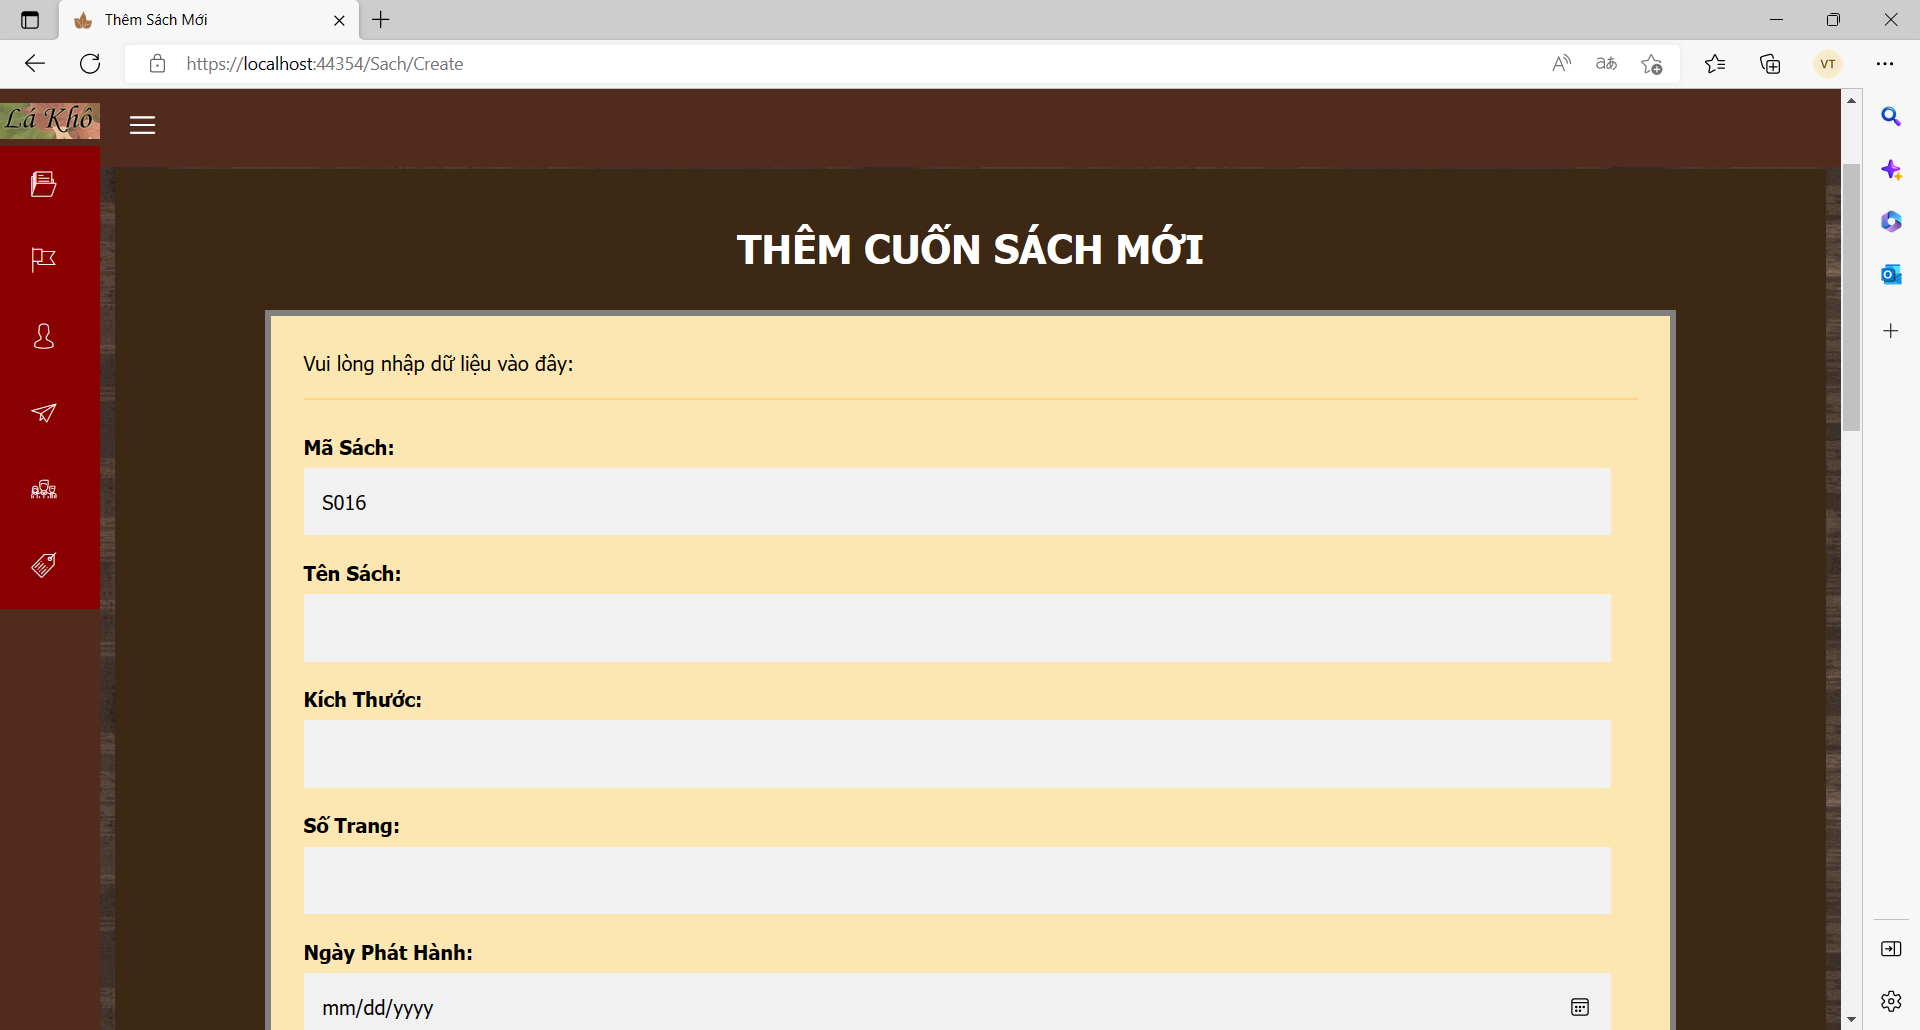 Thêm Sách Mới
https://localhost:44354/Sach/Create
VT
Lá Khô
THÊM CUỐN SÁCH MỚI
Vui lòng nhập dữ liệu vào đây:
Mã Sách:
S016
Tên Sách:
Kích Thước:
Số Trang:
Ngày Phát Hành:
mm/dd/yyyy